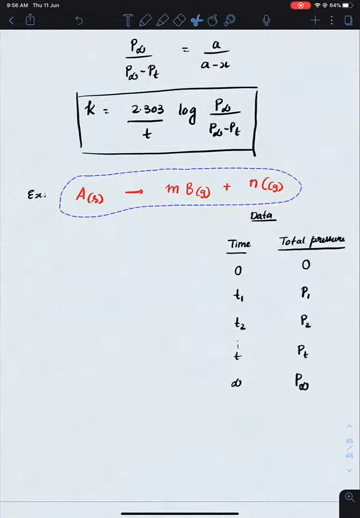 9:56 AM Thu 11 Jun
64%
P∞ / (P∞ - Pt) = a / (a-x)
k = 2.303 / t log P∞ / (P∞ - Pt)
Ex: A(s) → m B(g) + n C(g)
Data
Time Total pressure
0 0
t1 P1
t2 P2
t Pt
∞ P∞
45
/
45